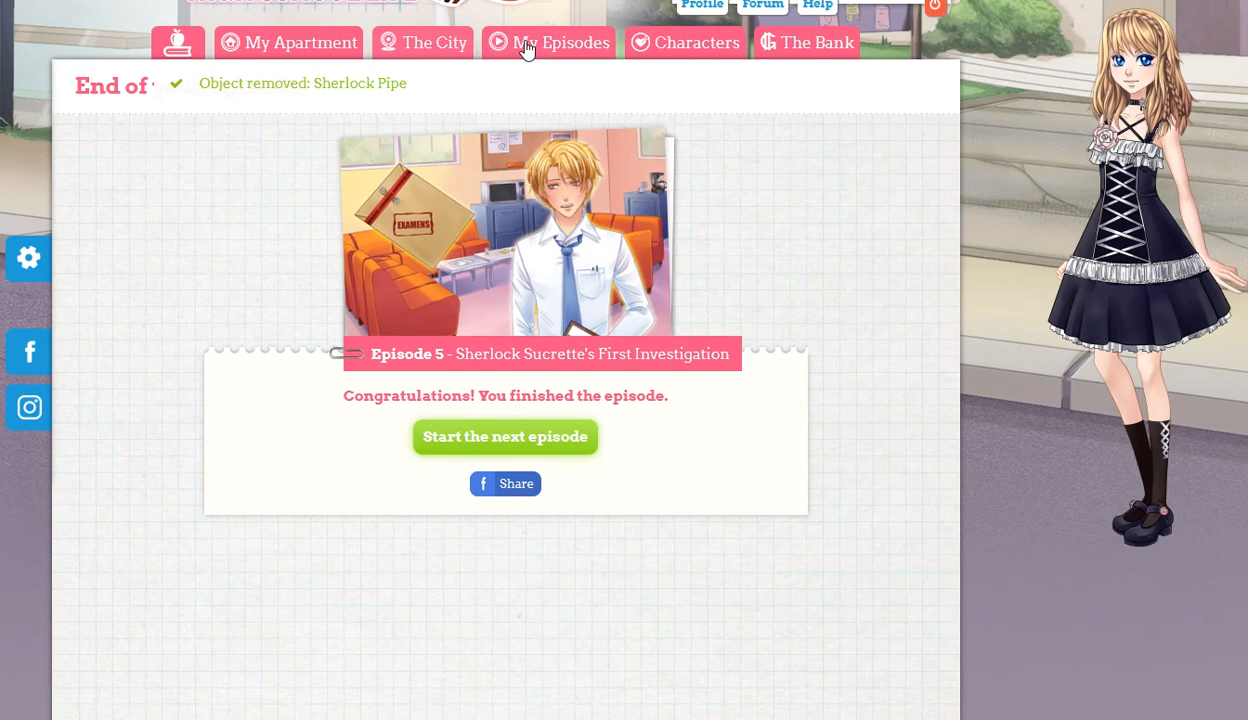 Profile Forum Help
My Apartment The City My Episodes Characters The Bank
End of
Object removed: Sherlock Pipe
EXAMENS
Episode 5 - Sherlock Sucrette's First Investigation
Congratulations! You finished the episode.
Start the next episode
Share